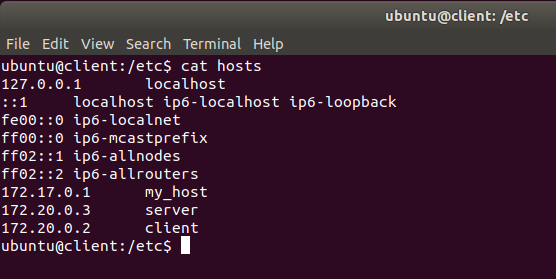 ubuntu@client: /etc
File Edit View Search Terminal Help
ubuntu@client:/etc$ cat hosts
127.0.0.1 localhost
::1 localhost ip6-localhost ip6-loopback
fe00::0 ip6-localnet
ff00::0 ip6-mcastprefix
ff02::1 ip6-allnodes
ff02::2 ip6-allrouters
172.17.0.1 my_host
172.20.0.3 server
172.20.0.2 client
ubuntu@client:/etc$